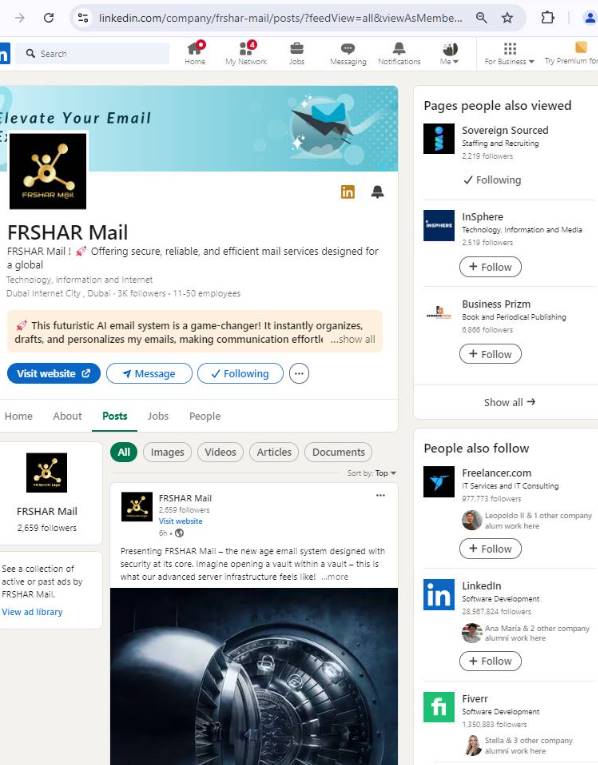 linkedin.com/company/frshar-mail/posts/?feedView=all&viewAsMembe...
in
Search
Home
4
My Network
Jobs
Messaging
Notifications
Me
For Business
Try Premium for
Elevate Your Email
FRSHAR M@IL
FRSHAR Mail
FRSHAR Mail ! 🚀 Offering secure, reliable, and efficient mail services designed for
a global
Technology, Information and Internet
Dubai Internet City , Dubai · 3K followers · 11-50 employees
🚀 This futuristic AI email system is a game-changer! It instantly organizes,
drafts, and personalizes my emails, making communication effortle ...show all
Visit website
Message
Following
Home
About
Posts
Jobs
People
FRSHAR Mail
2,659 followers
See a collection of
active or past ads by
FRSHAR Mail.
View ad library
All
Images
Videos
Articles
Documents
Sort by: Top
FRSHAR Mail
2,659 followers
Visit website
6h •
Presenting FRSHAR Mail – the new age email system designed with
security at its core. Imagine opening a vault within a vault – this is
what our advanced server infrastructure feels like! ...more
Pages people also viewed
Sovereign Sourced
Staffing and Recruiting
2,219 followers
Following
INSPHERE
InSphere
Technology, Information and Media
2,519 followers
+ Follow
Business Prizm
Book and Periodical Publishing
6,866 followers
+ Follow
Show all →
People also follow
Freelancer.com
IT Services and IT Consulting
977,773 followers
Leopoldo II & 1 other company
alum work here
+ Follow
in
LinkedIn
Software Development
28,567,824 followers
Ana María & 2 other company
alumni work here
+ Follow
fi
Fiverr
Software Development
1,350,883 followers
Stella & 3 other company
alumni work here